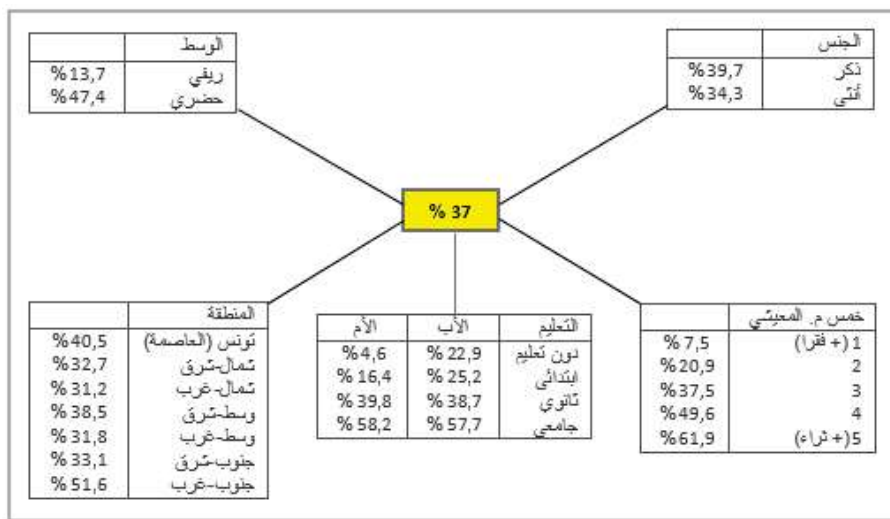 الجنس
ذكر %39,7
أنثى %34,3
الوسط
ريفي %13,7
حضري %47,4
% 37
خمس م. المعيشي
1 (+ فقرا) % 7,5
2 %20,9
3 %37,5
4 %49,6
5 (+ ثراء) %61,9
التعليم الأب الأم
دون تعليم % 22,9 %4,6
ابتدائى % 25,2 % 16,4
ثانوي % 38,7 % 39,8
جامعي % 57,7 % 58,2
المنطقة
تونس (العاصمة) %40,5
شمال-شرق %32,7
شمال-غرب %31,2
وسط-شرق %38,5
وسط-غرب %31,8
جنوب-شرق %33,1
جنوب-غرب % 51,6